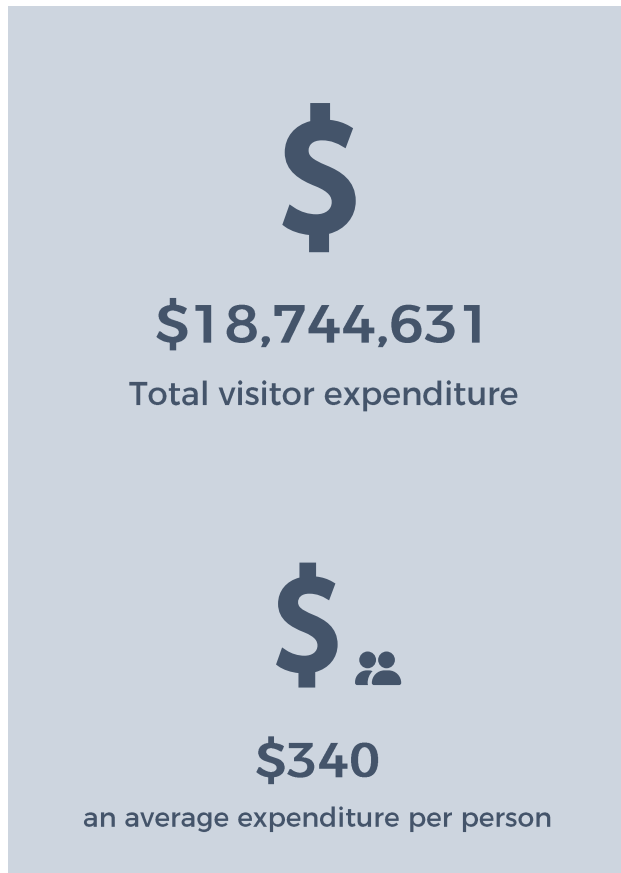 $
$18,744,631
Total visitor expenditure
$
$340
an average expenditure per person